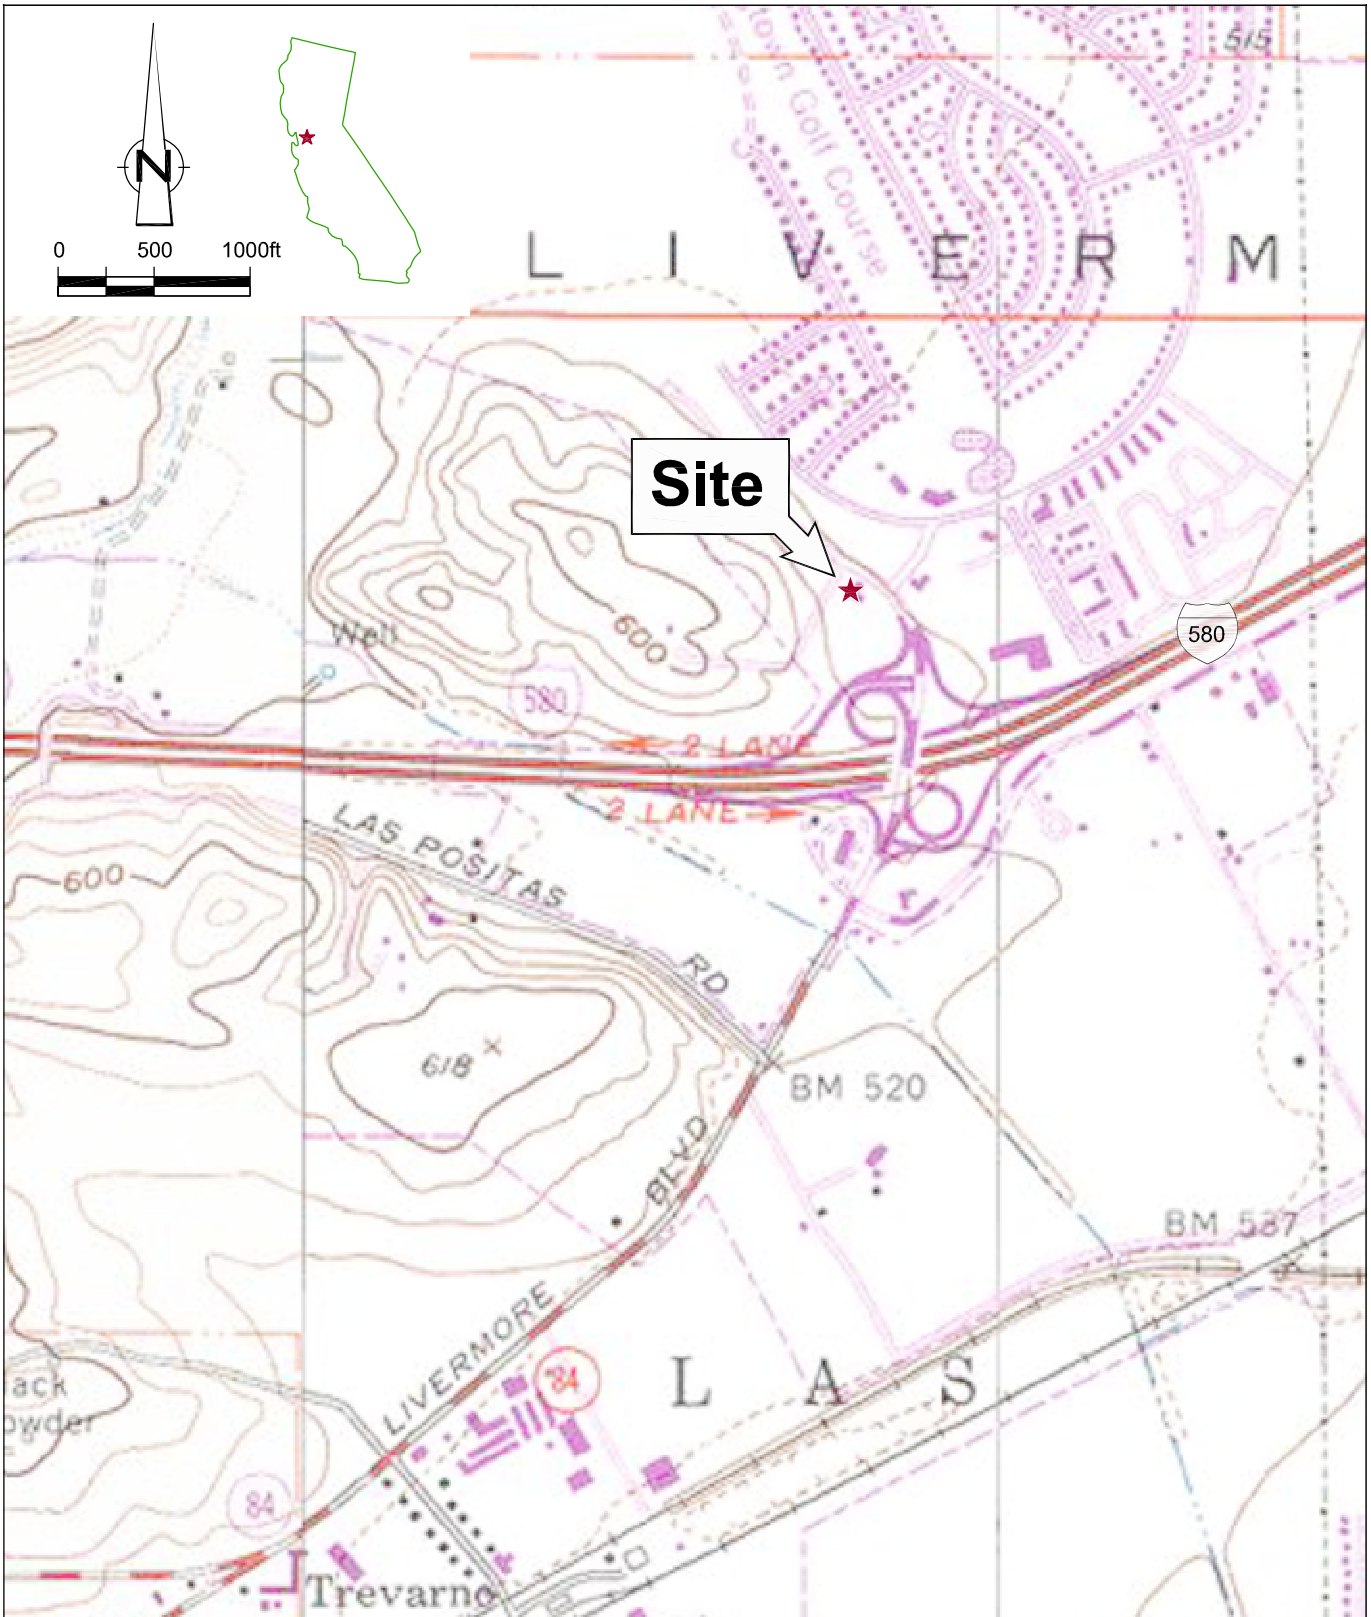 515
town Golf Course
N
0 500 1000ft
L I V E R M
Site
600
Well
580
580
2 LANE
2 LANE
LAS POSITAS RD
600
618
BM 520
BLVD
BM 537
LIVERMORE
84
L A S
84
Trevarno